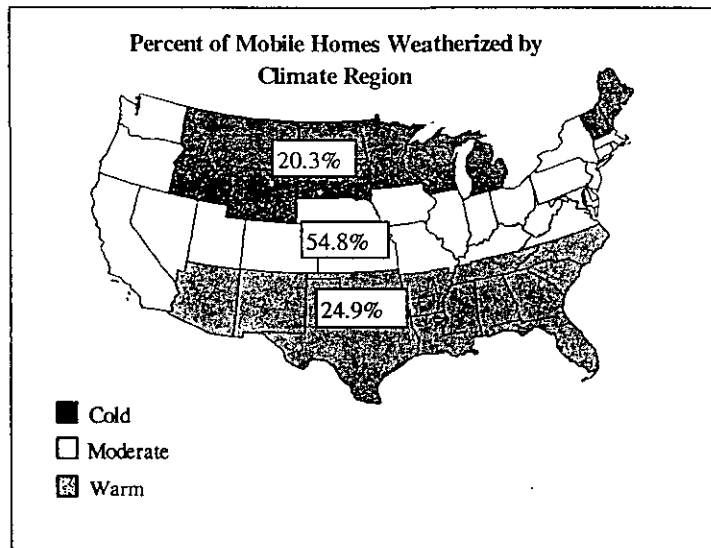 Percent of Mobile Homes Weatherized by
Climate Region
20.3%
54.8%
24.9%
Cold
Moderate
Warm